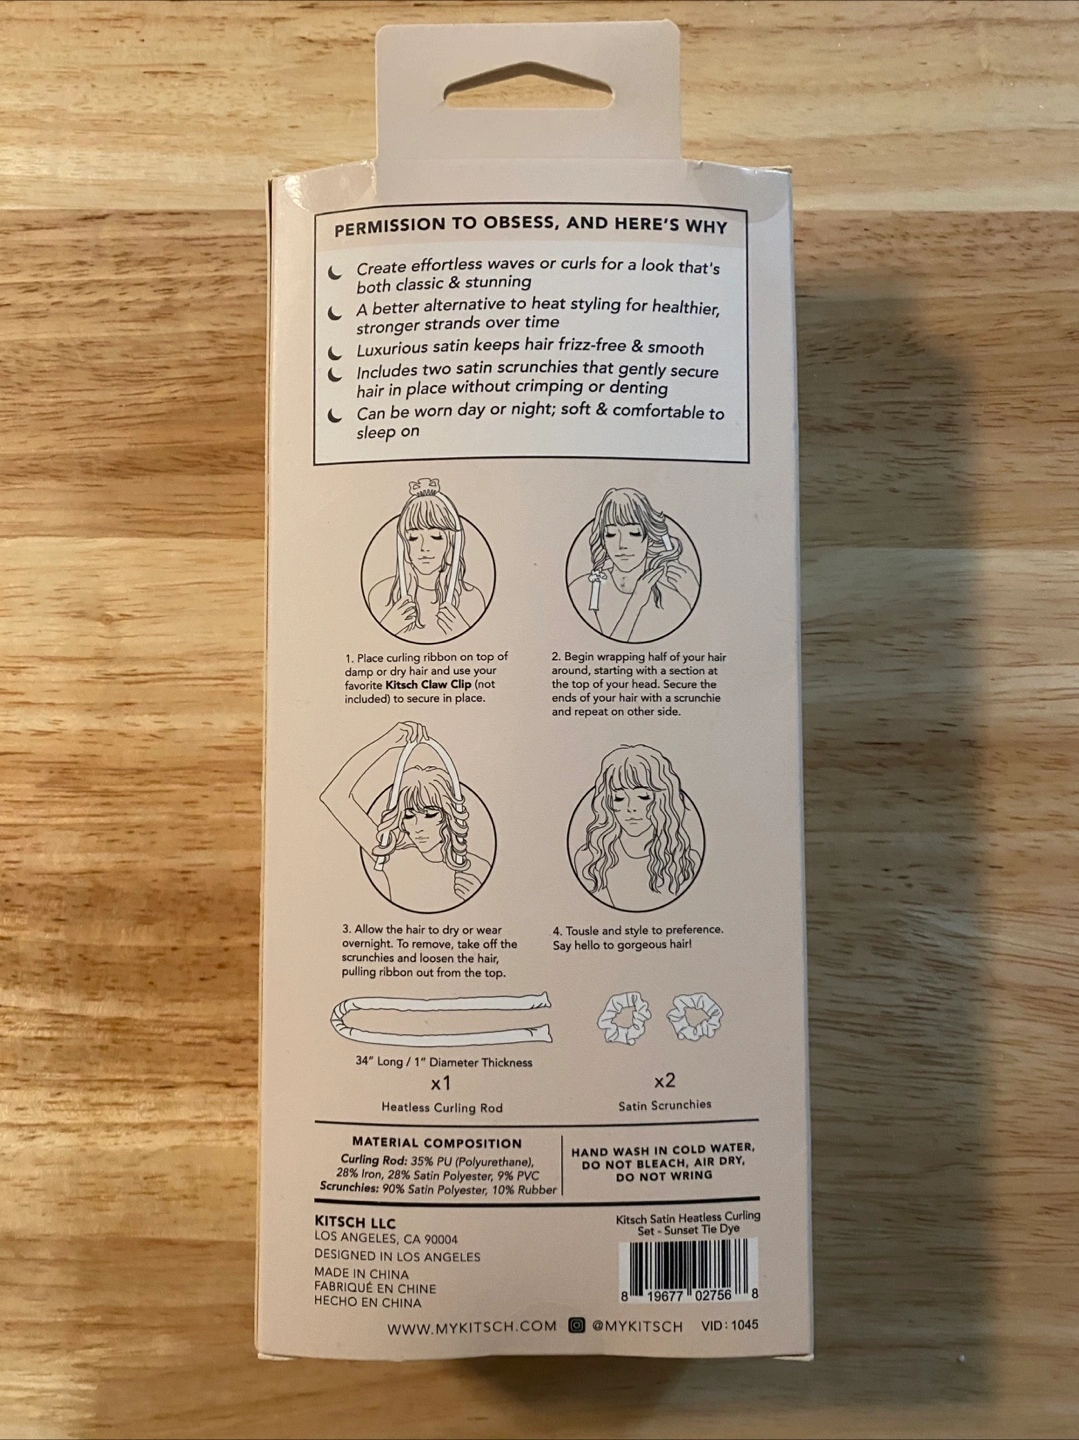 PERMISSION TO OBSESS, AND HERE'S WHY
Create effortless waves or curls for a look that's
both classic & stunning
A better alternative to heat styling for healthier,
stronger strands over time
Luxurious satin keeps hair frizz-free & smooth
Includes two satin scrunchies that gently secure
hair in place without crimping or denting
Can be worn day or night; soft & comfortable to
sleep on
1. Place curling ribbon on top of
damp or dry hair and use your
favorite Kitsch Claw Clip (not
included) to secure in place.
2. Begin wrapping half of your hair
around, starting with a section at
the top of your head. Secure the
ends of your hair with a scrunchie
and repeat on other side.
3. Allow the hair to dry or wear
overnight. To remove, take off the
scrunchies and loosen the hair,
pulling ribbon out from the top.
4. Tousle and style to preference.
Say hello to gorgeous hair!
34" Long / 1" Diameter Thickness
x1
Heatless Curling Rod
x2
Satin Scrunchies
MATERIAL COMPOSITION
Curling Rod: 35% PU (Polyurethane),
28% Iron, 28% Satin Polyester, 9% PVC
Scrunchies: 90% Satin Polyester, 10% Rubber
HAND WASH IN COLD WATER,
DO NOT BLEACH, AIR DRY,
DO NOT WRING
KITSCH LLC
LOS ANGELES, CA 90004
DESIGNED IN LOS ANGELES
MADE IN CHINA
FABRIQUÉ EN CHINE
HECHO EN CHINA
Kitsch Satin Heatless Curling
Set - Sunset Tie Dye
8 19677 02756 8
WWW.MYKITSCH.COM @MYKITSCH VID: 1045